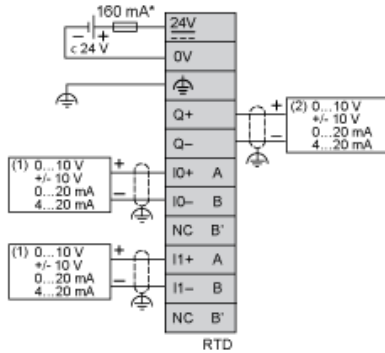 160 mA*
24V
− +
c 24 V
0V
Q+
Q−
+
−
(2) 0...10 V
+/- 10 V
0...20 mA
4...20 mA
(1) 0...10 V
+/- 10 V
0...20 mA
4...20 mA
+
−
I0+ A
I0− B
NC B'
(1) 0...10 V
+/- 10 V
0...20 mA
4...20 mA
+
−
I1+ A
I1− B
NC B'
RTD